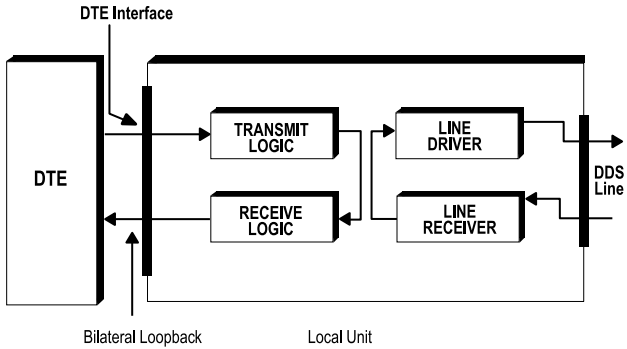 DTE Interface
DTE
TRANSMIT
LOGIC
LINE
DRIVER
DDS
Line
RECEIVE
LOGIC
LINE
RECEIVER
Bilateral Loopback
Local Unit